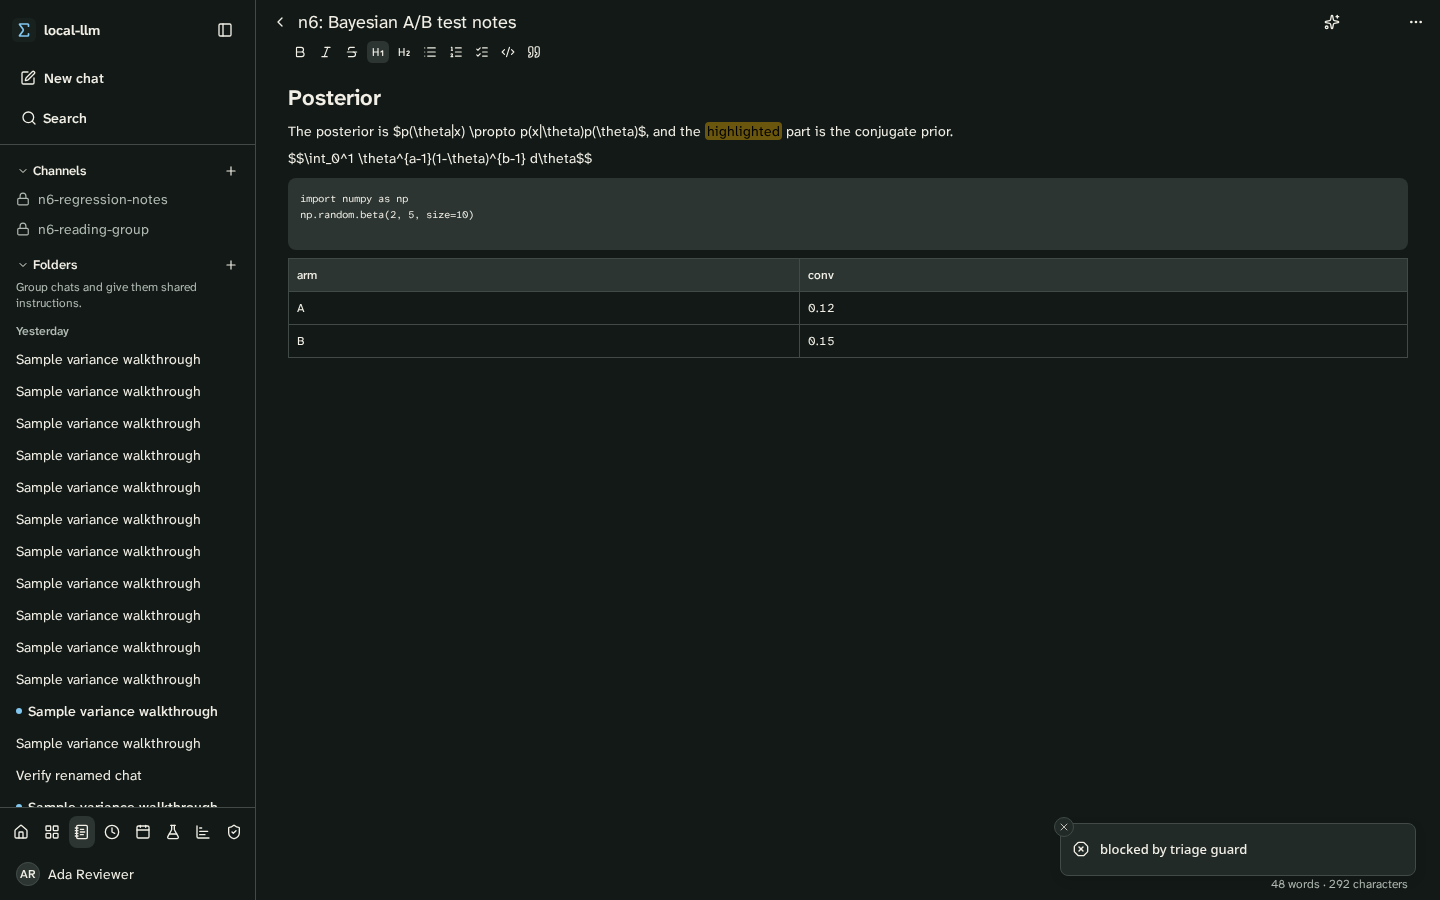 local-llm
New chat
Search
Channels
n6-regression-notes
n6-reading-group
Folders
Group chats and give them shared
instructions.
Yesterday
Sample variance walkthrough
Sample variance walkthrough
Sample variance walkthrough
Sample variance walkthrough
Sample variance walkthrough
Sample variance walkthrough
Sample variance walkthrough
Sample variance walkthrough
Sample variance walkthrough
Sample variance walkthrough
Sample variance walkthrough
Sample variance walkthrough
Sample variance walkthrough
Verify renamed chat
Sample variance walkthrough
AR Ada Reviewer
n6: Bayesian A/B test notes
B I S H1 H2
Posterior
The posterior is $p(\theta|x) \propto p(x|\theta)p(\theta)$, and the highlighted part is the conjugate prior.
$$\int_0^1 \theta^{a-1}(1-\theta)^{b-1} d\theta$$
import numpy as np
np.random.beta(2, 5, size=10)
arm conv
A 0.12
B 0.15
blocked by triage guard
48 words · 292 characters